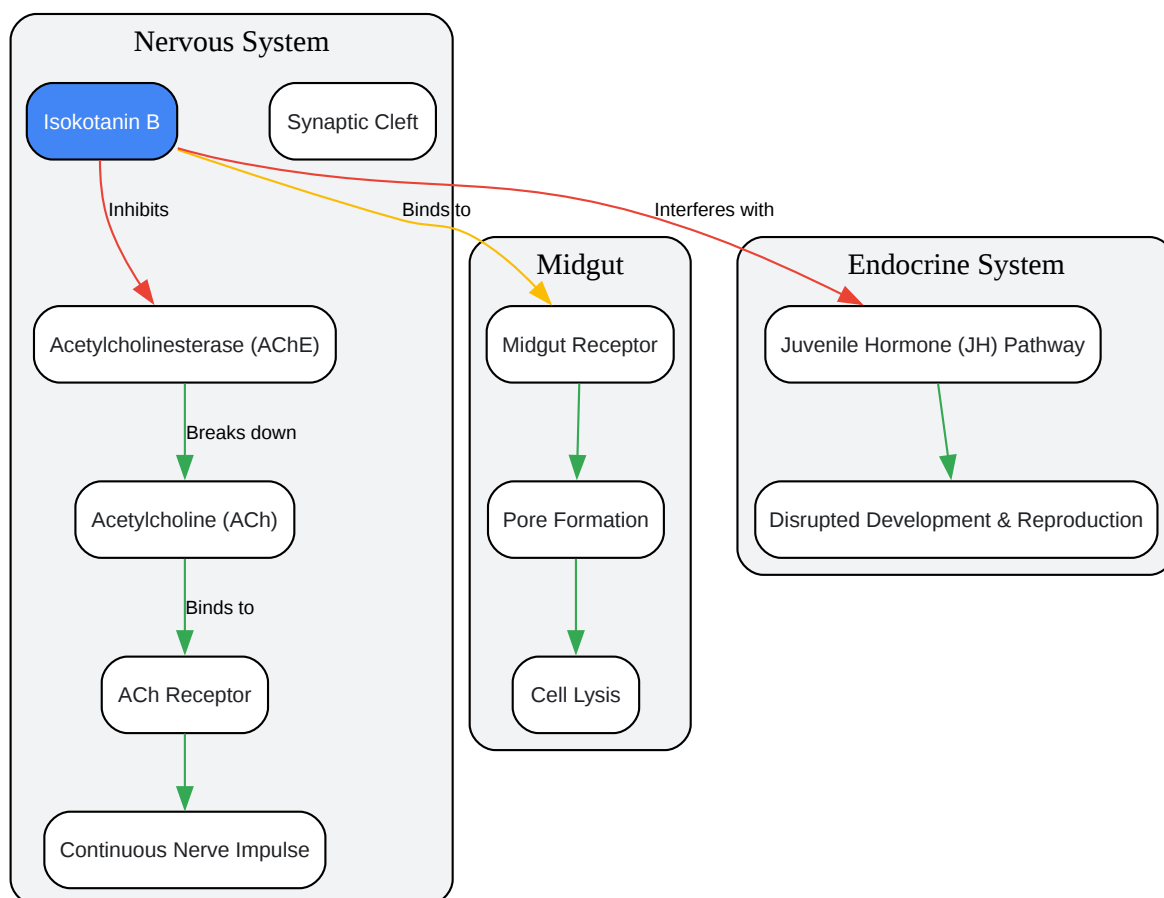 Nervous System
Isokotanin B
Synaptic Cleft
Inhibits
Binds to
Interferes with
Midgut
Endocrine System
Acetylcholinesterase (AChE)
Midgut Receptor
Juvenile Hormone (JH) Pathway
Breaks down
Acetylcholine (ACh)
Pore Formation
Disrupted Development & Reproduction
Binds to
ACh Receptor
Cell Lysis
Continuous Nerve Impulse